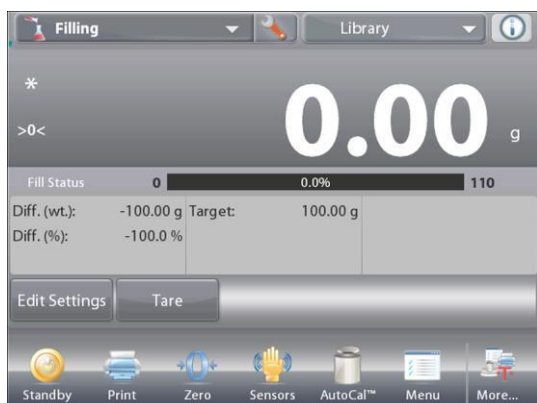 Filling Library
*
>0< 0.00 g
Fill Status 0 0.0% 110
Diff. (wt.): -100.00 g Target: 100.00 g
Diff. (%): -100.0 %
Edit Settings Tare
Standby Print Zero Sensors AutoCal™ Menu More...